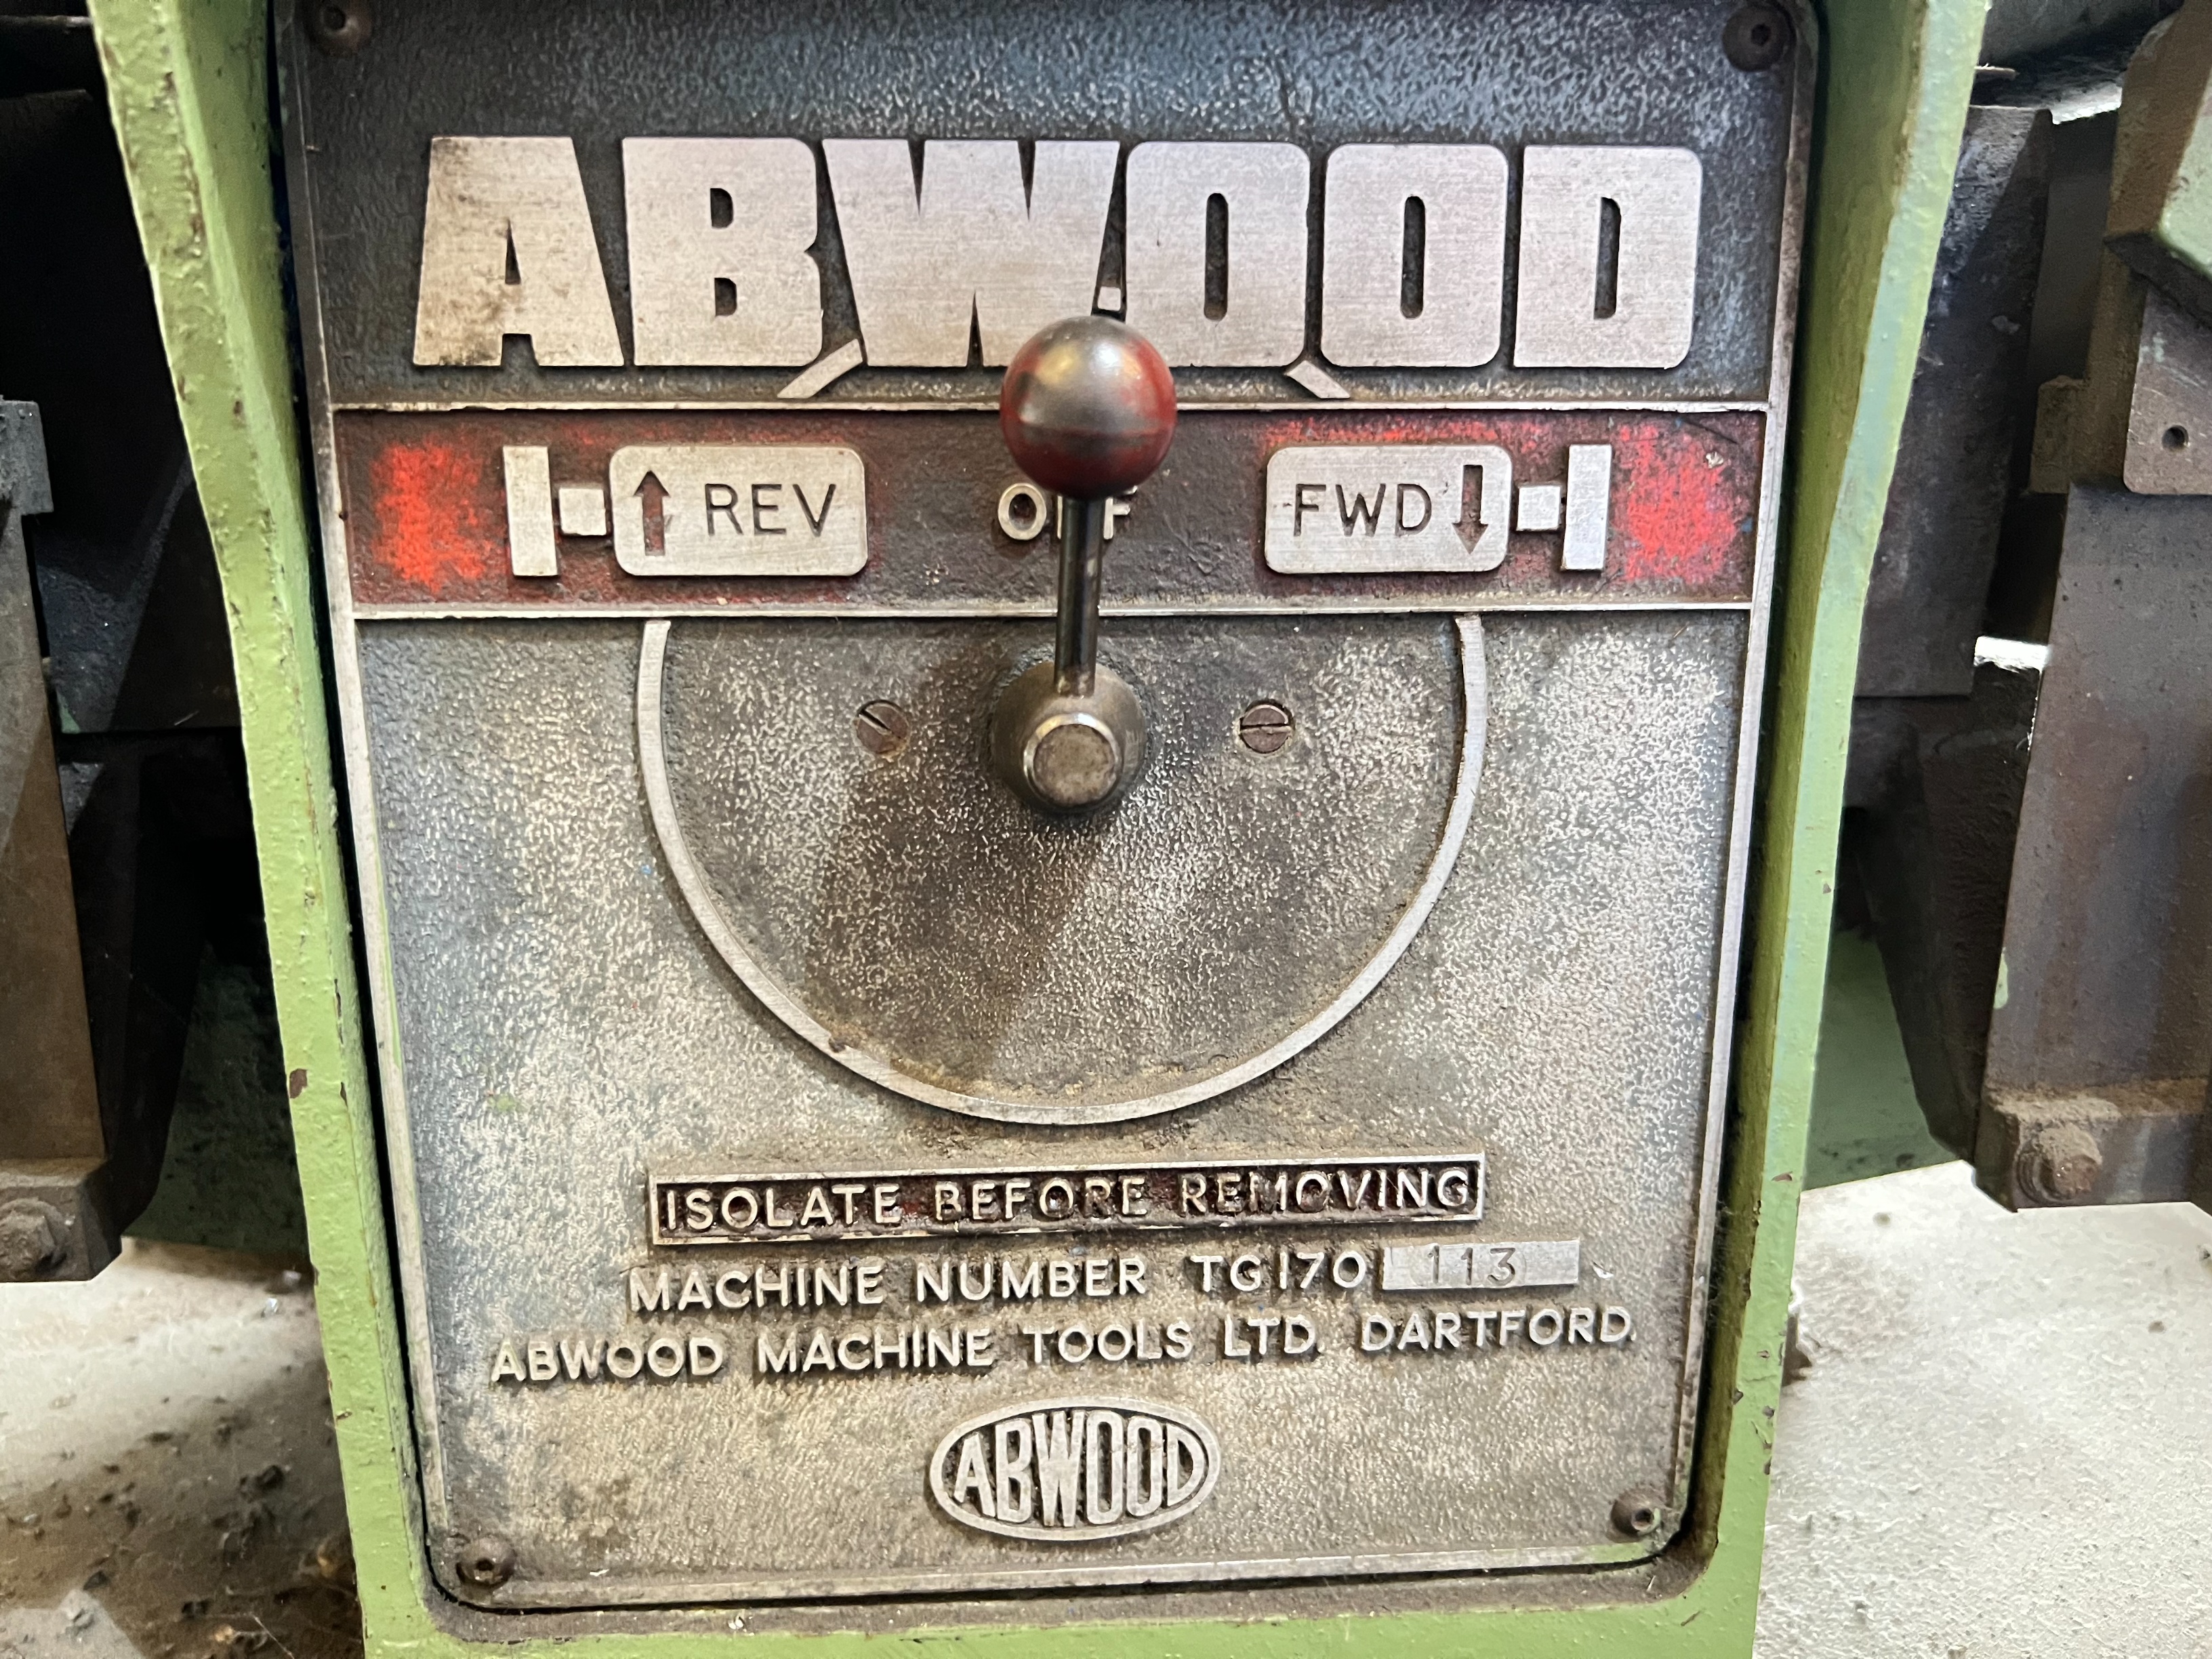 ABWOOD
↑ REV OFF FWD ↓
ISOLATE BEFORE REMOVING
MACHINE NUMBER TG170 113
ABWOOD MACHINE TOOLS LTD. DARTFORD.
ABWOOD